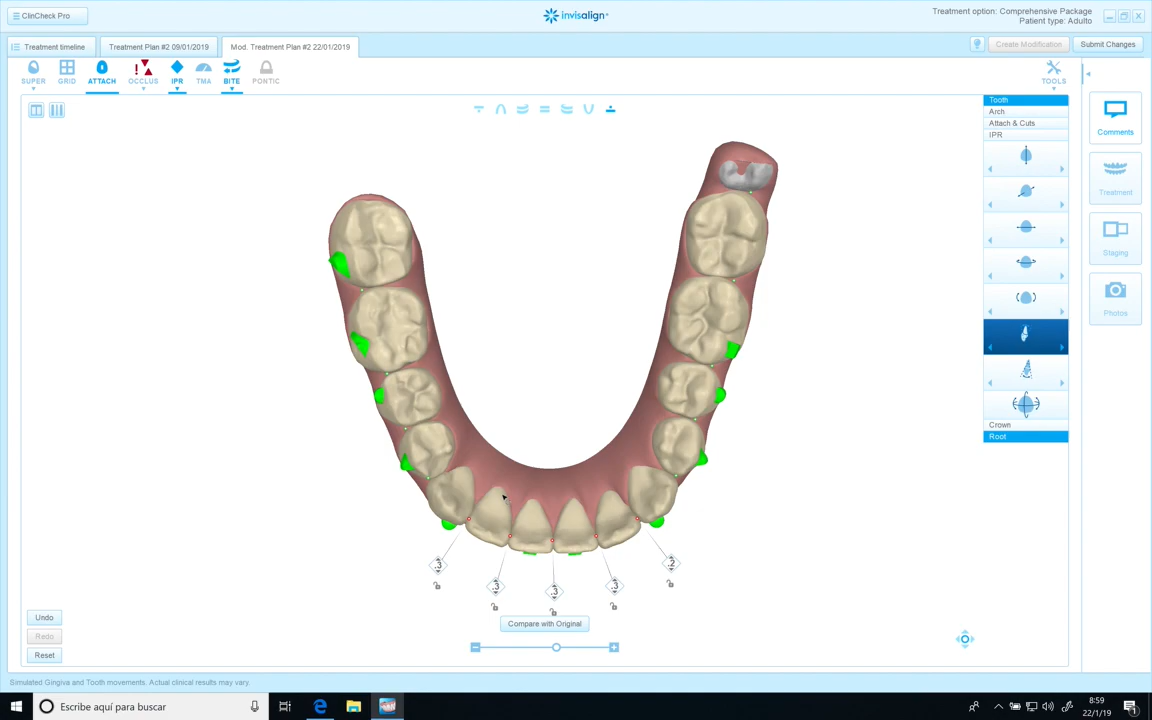 ClinCheck Pro
invisalign
Treatment option: Comprehensive Package
Patient type: Adulto
Treatment timeline
Treatment Plan #2 09/01/2019
Mod. Treatment Plan #2 22/01/2019
Create Modification
Submit Changes
SUPER
GRID
ATTACH
OCCLUS
IPR
TMA
BITE
PONTIC
TOOLS
Tooth
Arch
Attach & Cuts
IPR
Comments
Treatment
Staging
Photos
Crown
Root
.3
.3
.3
.3
.2
Undo
Redo
Reset
Compare with Original
Simulated Gingiva and Tooth movements. Actual clinical results may vary.
Escribe aquí para buscar
8:59
22/1/19
1